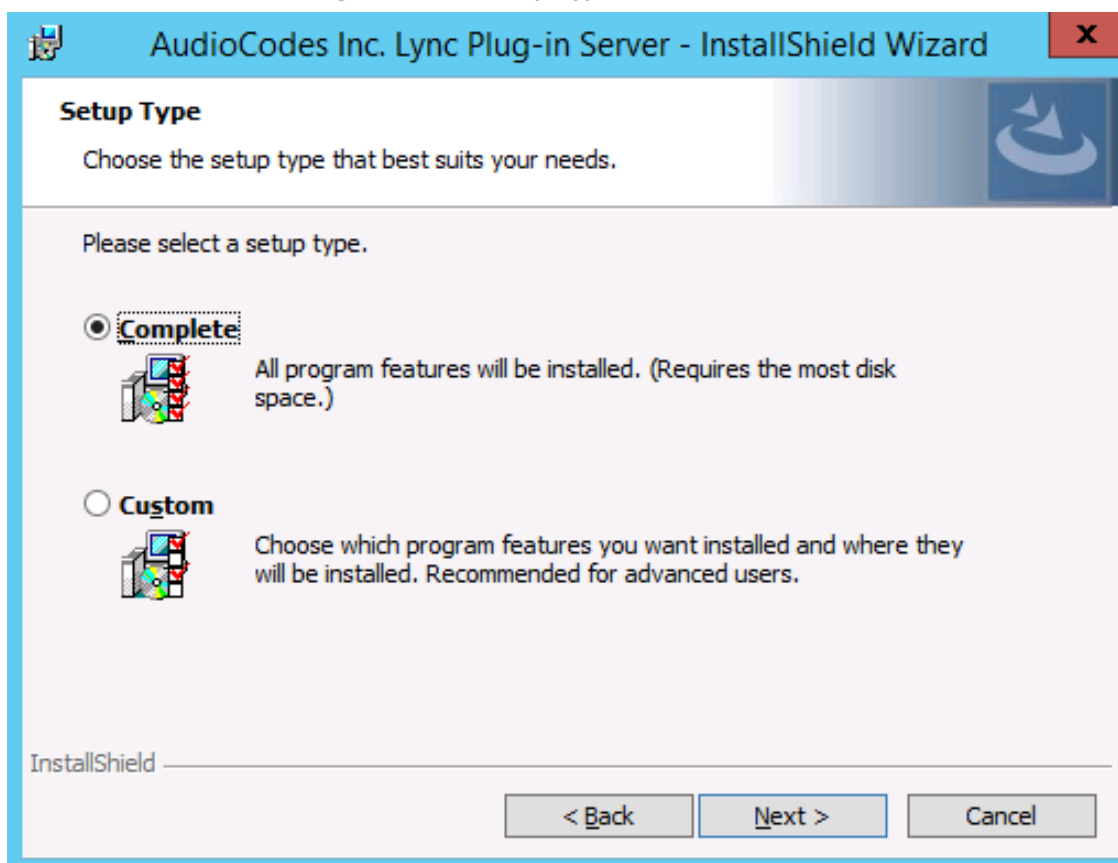 AudioCodes Inc. Lync Plug-in Server - InstallShield Wizard
x
Setup Type
Choose the setup type that best suits your needs.
Please select a setup type.
Complete
All program features will be installed. (Requires the most disk
space.)
Custom
Choose which program features you want installed and where they
will be installed. Recommended for advanced users.
InstallShield
< Back Next > Cancel